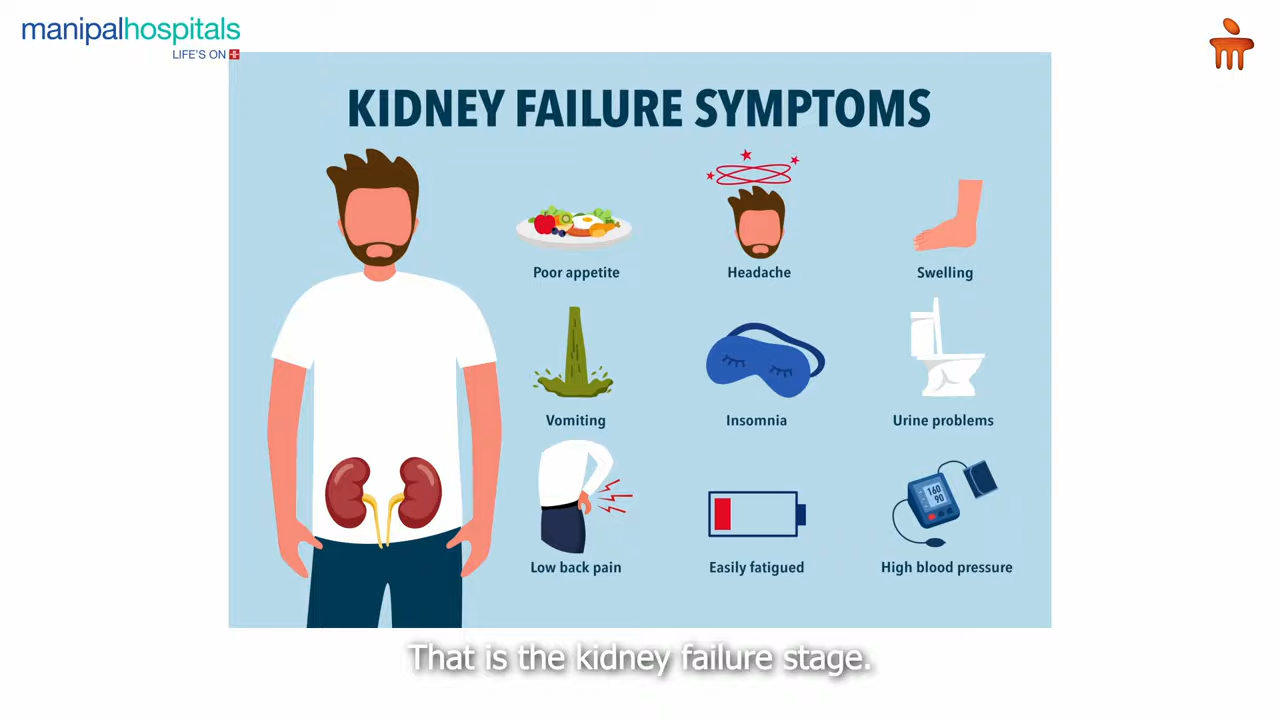 manipalhospitals
LIFE'S ON
KIDNEY FAILURE SYMPTOMS
Poor appetite
Headache
Swelling
Vomiting
Insomnia
Urine problems
160
90
Low back pain
Easily fatigued
High blood pressure
That is the kidney failure stage.